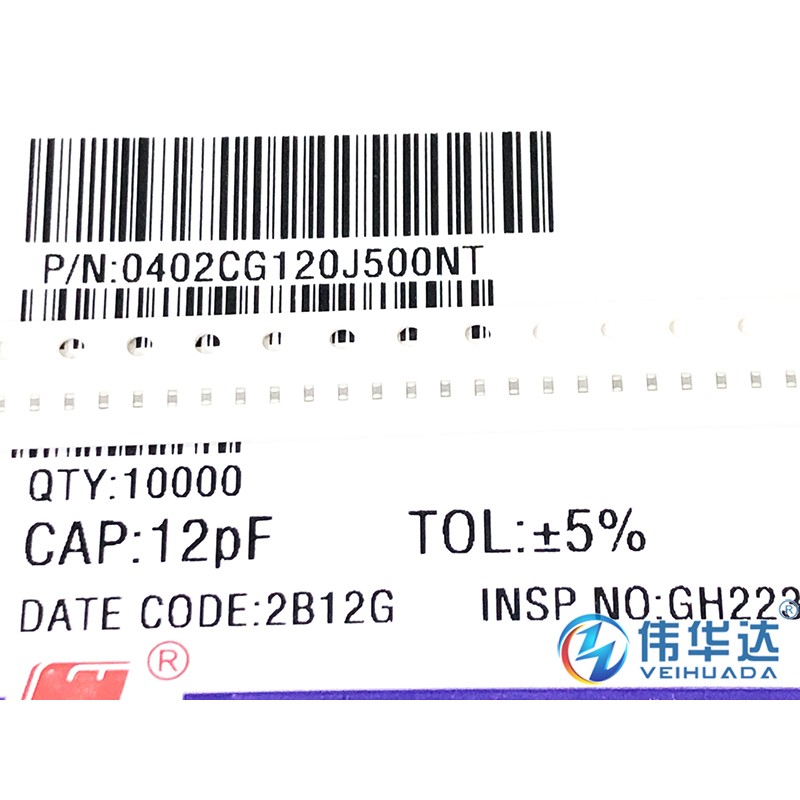 P/N:0402CG120J500NT
QTY:10000
CAP:12pF
TOL:±5%
DATE CODE:2B12G
INSP NO:GH223
®
伟华达
VEIHUADA
®